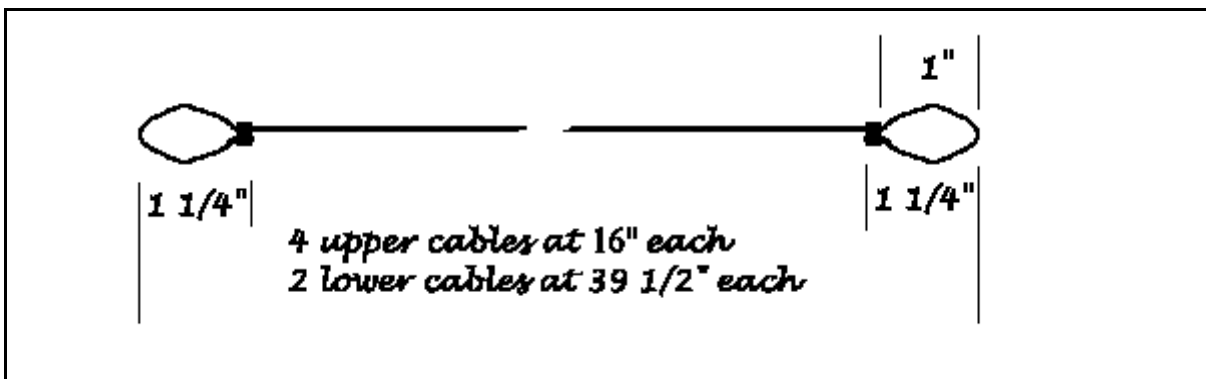 1"
1 1/4"
1 1/4"
4 upper cables at 16" each
2 lower cables at 39 1/2" each